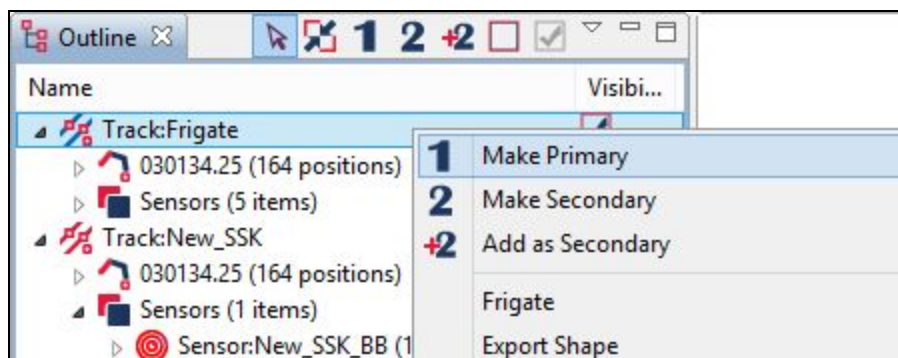 Outline
1 2 +2
Name Visibi...
Track:Frigate
030134.25 (164 positions)
Sensors (5 items)
Track:New_SSK
030134.25 (164 positions)
Sensors (1 items)
Sensor:New_SSK_BB (1
1 Make Primary
2 Make Secondary
+2 Add as Secondary
Frigate
Export Shape